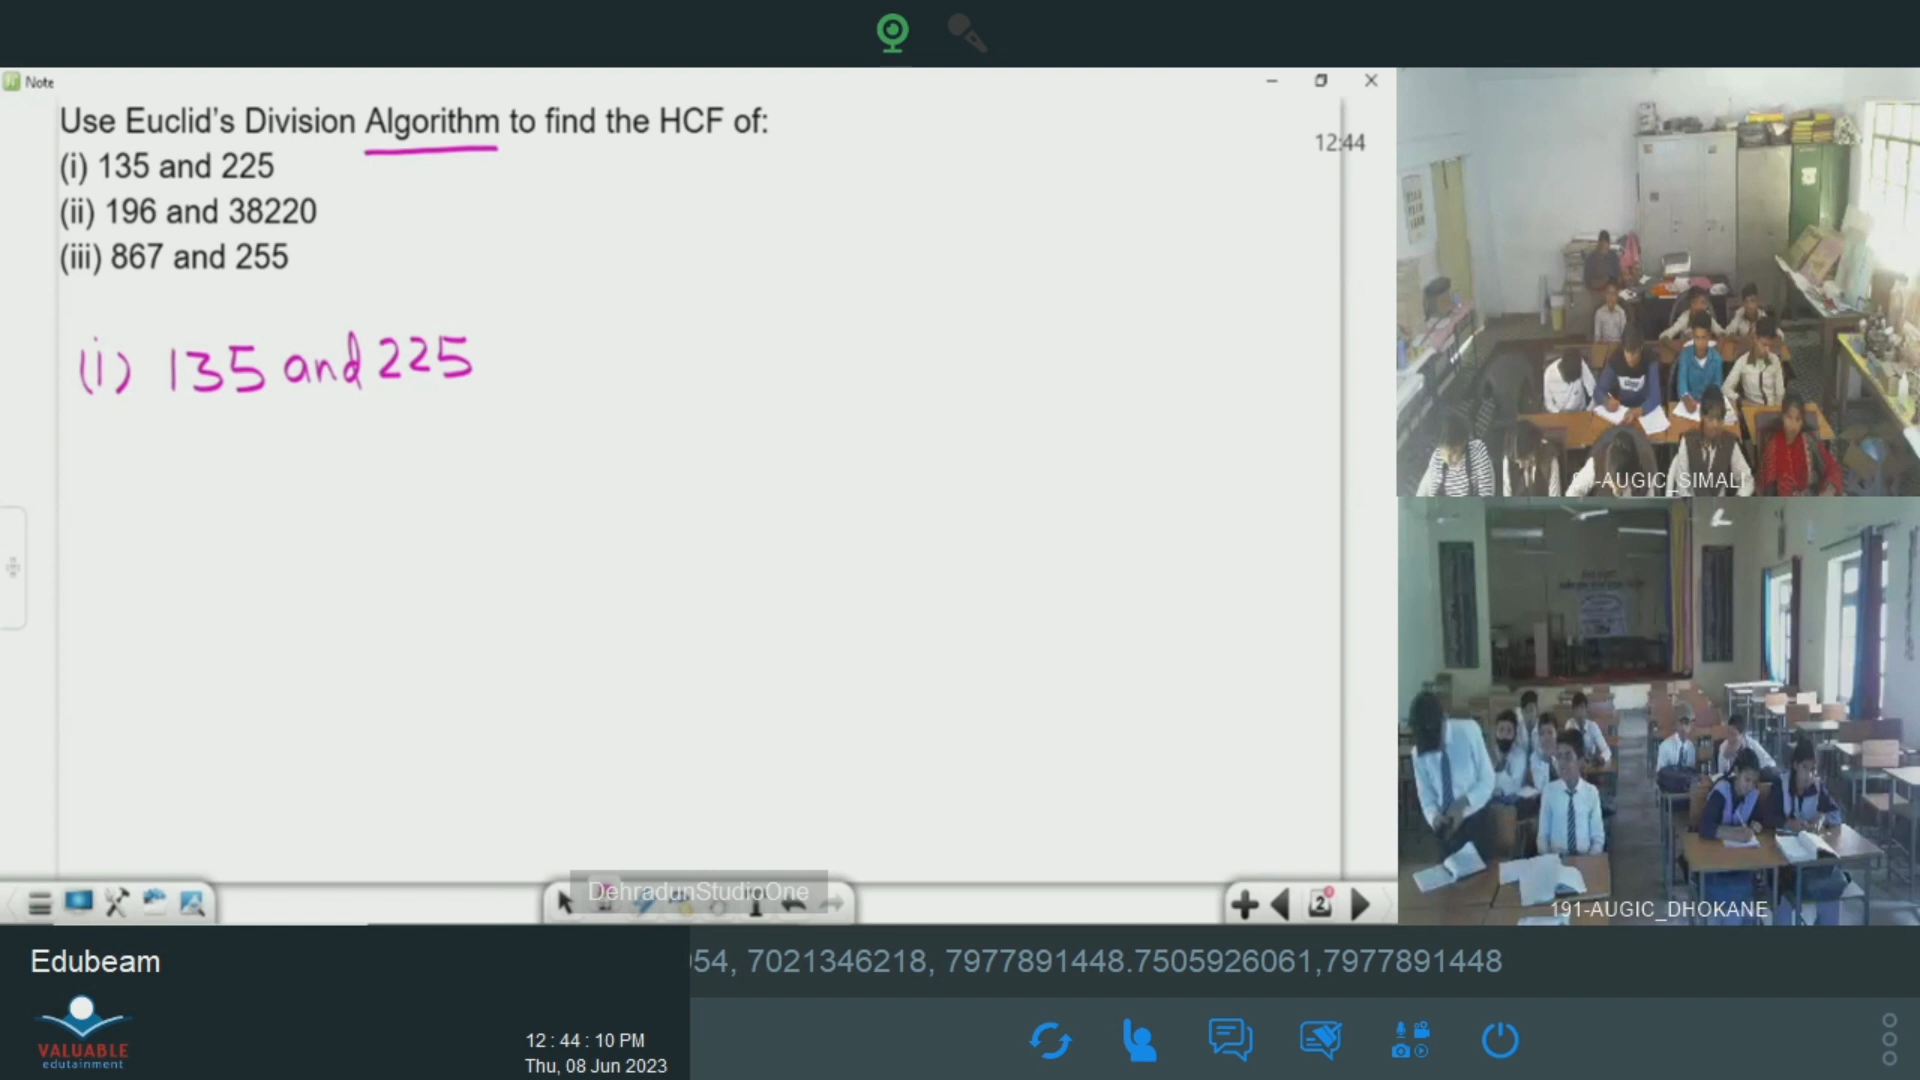 Note
Use Euclid's Division Algorithm to find the HCF of:
12:44
(i) 135 and 225
(ii) 196 and 38220
(iii) 867 and 255
(i) 135 and 225
-AUGIC_SIMALI
191-AUGIC_DHOKANE
DehradunStudioOne
2
Edubeam
54, 7021346218, 7977891448.7505926061,7977891448
VALUABLE
edutainment
12 : 44 : 10 PM
Thu, 08 Jun 2023